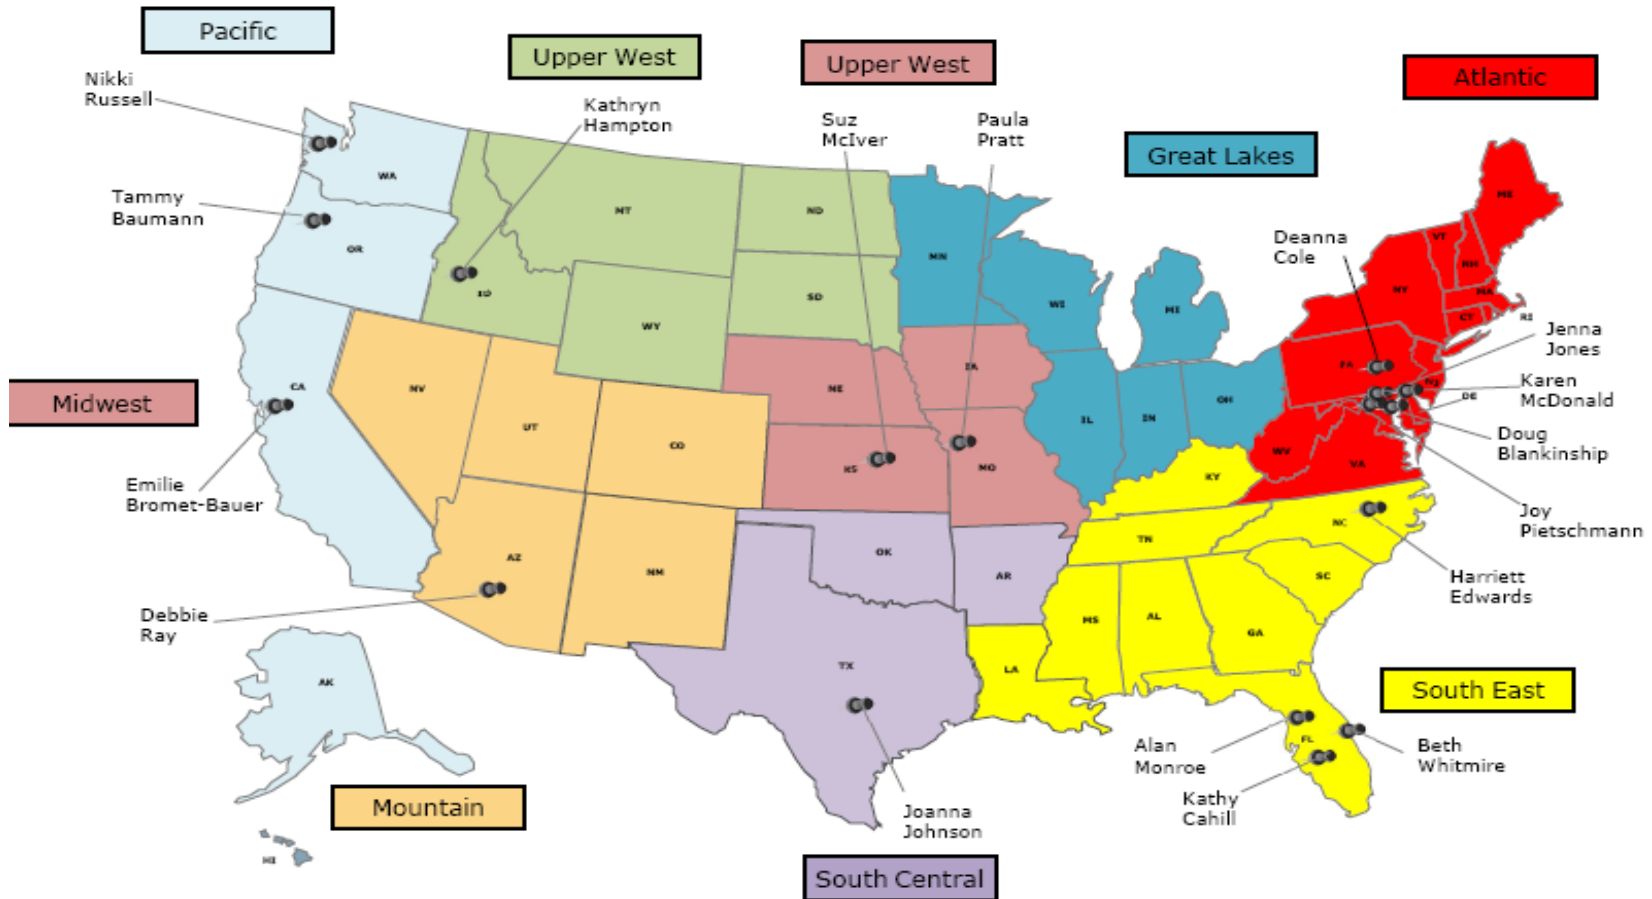 Pacific
Upper West
Upper West
Atlantic
Nikki
Russell
Kathryn
Hampton
Suz
McIver
Paula
Pratt
Great Lakes
Tammy
Baumann
Deanna
Cole
Jenna
Jones
Karen
McDonald
Doug
Blankinship
Joy
Pietschmann
Harriett
Edwards
Midwest
Emilie
Bromet-Bauer
Debbie
Ray
South East
Alan
Monroe
Beth
Whitmire
Kathy
Cahill
Mountain
Joanna
Johnson
South Central
WA
OR
CA
AK
HI
ID
MT
WY
ND
SD
NV
UT
CO
AZ
NM
NE
KS
IA
MO
OK
AR
TX
MN
WI
MI
IL
IN
OH
KY
TN
NC
SC
MS
AL
GA
LA
FL
ME
VT
NH
NY
MA
CT
RI
PA
NJ
DE
WV
VA